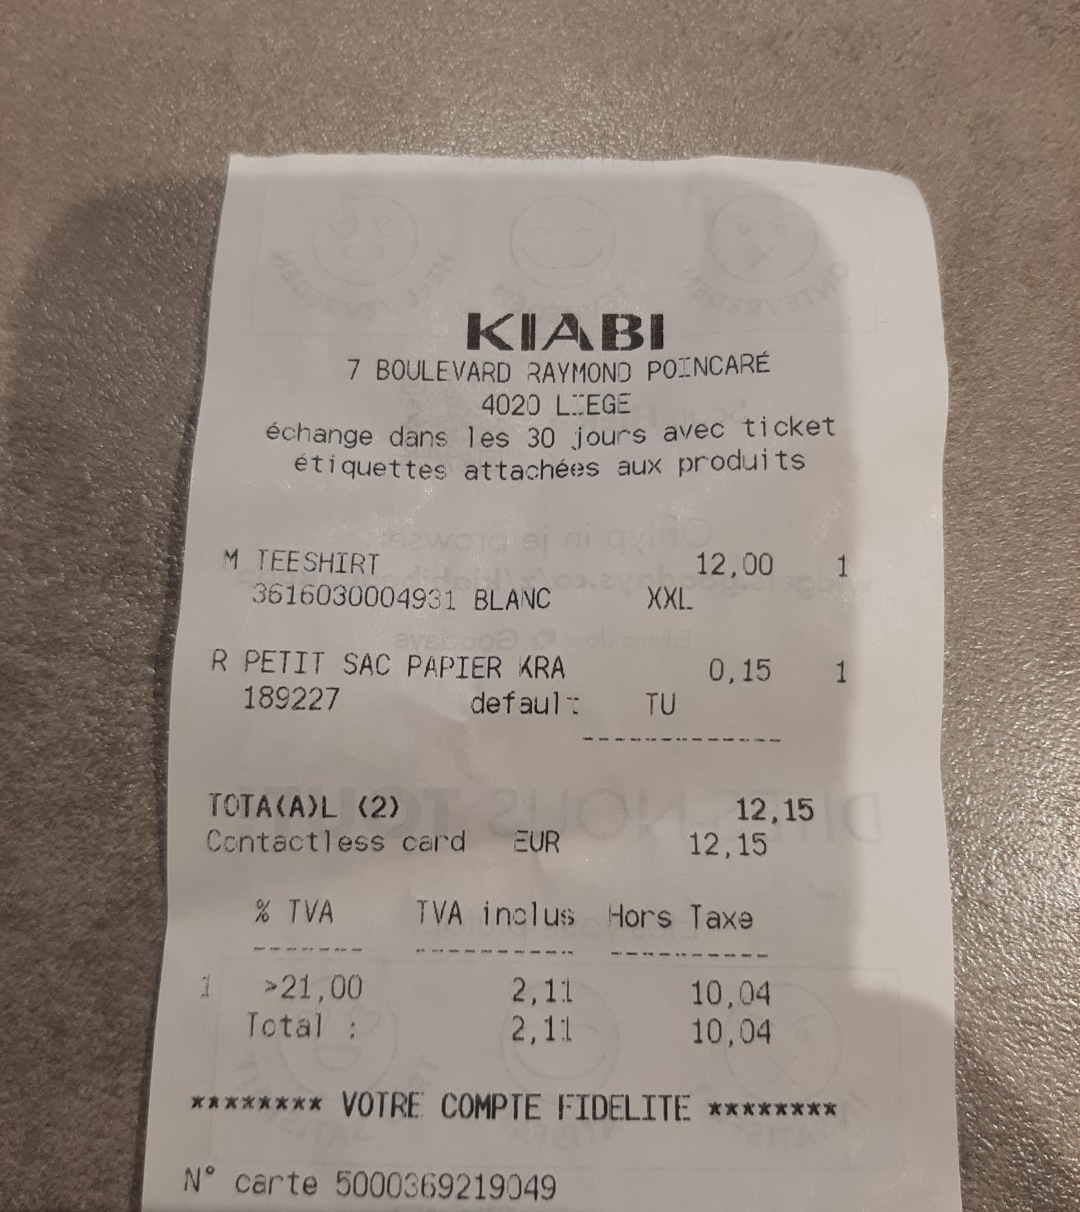 KIABI
7 BOULEVARD RAYMOND POINCARÉ
4020 LIEGE
échange dans les 30 jours avec ticket
étiquettes attachées aux produits
M TEESHIRT 12,00 1
3616030004931 BLANC XXL
R PETIT SAC PAPIER KRA 0,15 1
189227 default TU
-------------
TOTA(A)L (2) 12,15
Contactless card EUR 12,15
% TVA TVA inclus Hors Taxe
------- ---------- ----------
1 >21,00 2,11 10,04
Total : 2,11 10,04
******** VOTRE COMPTE FIDELITE ********
N° carte 5000369219049